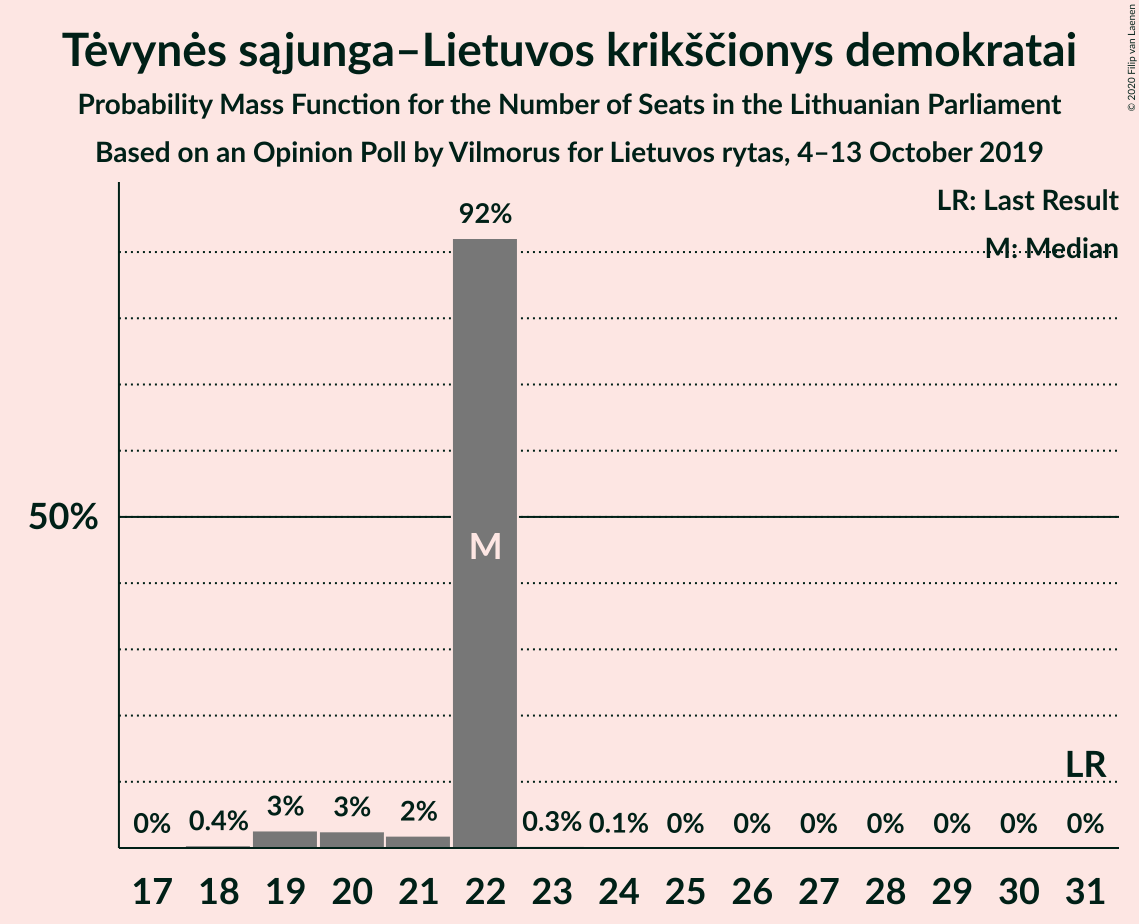 Tėvynės sąjunga–Lietuvos krikščionys demokratai
Probability Mass Function for the Number of Seats in the Lithuanian Parliament
Based on an Opinion Poll by Vilmorus for Lietuvos rytas, 4–13 October 2019
© 2020 Filip van Laenen
LR: Last Result
M: Median
92%
50%
M
LR
0% 0.4% 3% 3% 2% 0.3% 0.1% 0% 0% 0% 0% 0% 0% 0%
17 18 19 20 21 22 23 24 25 26 27 28 29 30 31